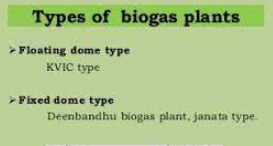 Types of biogas plants
➢Floating dome type
KVIC type
➢Fixed dome type
Deenbandhu biogas plant, janata type.